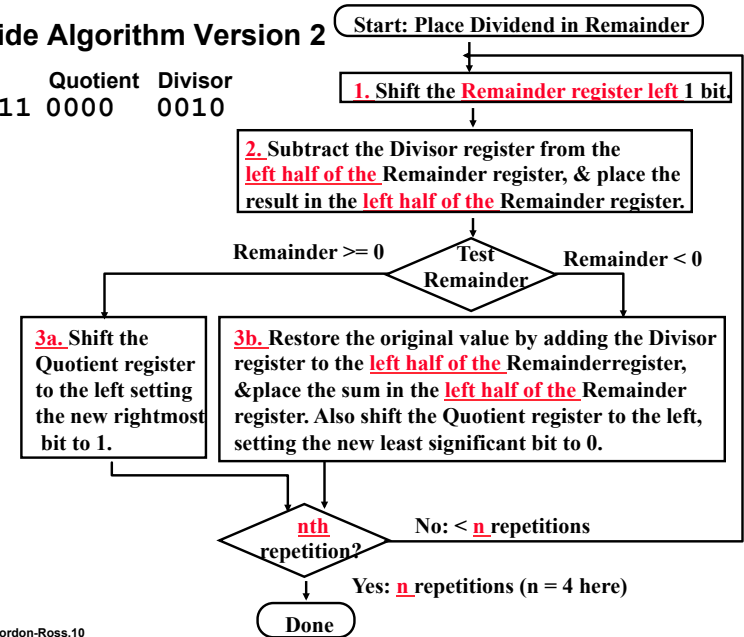 ide Algorithm Version 2
Start: Place Dividend in Remainder
Quotient Divisor
11 0000 0010
1. Shift the Remainder register left 1 bit.
2. Subtract the Divisor register from the
left half of the Remainder register, & place the
result in the left half of the Remainder register.
Remainder >= 0
Test
Remainder
Remainder < 0
3a. Shift the
Quotient register
to the left setting
the new rightmost
bit to 1.
3b. Restore the original value by adding the Divisor
register to the left half of the Remainderregister,
&place the sum in the left half of the Remainder
register. Also shift the Quotient register to the left,
setting the new least significant bit to 0.
nth
repetition?
No: < n repetitions
Yes: n repetitions (n = 4 here)
Done
ordon-Ross.10